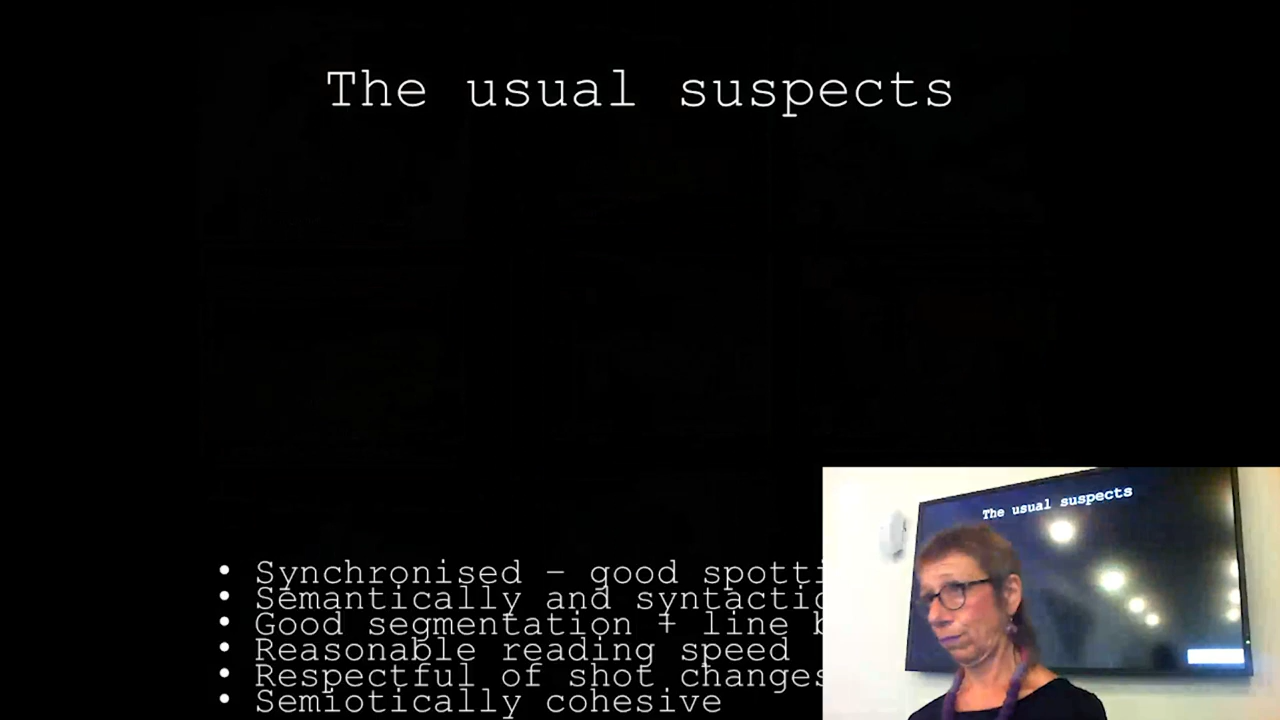 The usual suspects
The usual suspects
• Synchronised – good
• Semantically and
• Good segmentation + line
• Reasonable reading speed
• Respectful of shot changes
• Semiotically cohesive